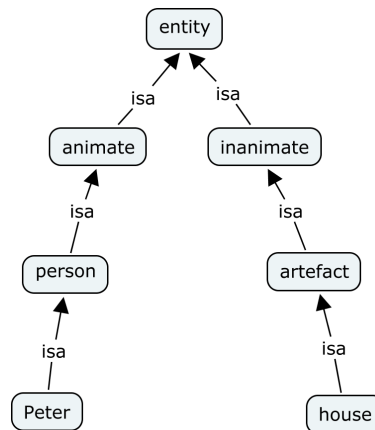 entity
isa
isa
animate
inanimate
isa
isa
person
artefact
isa
isa
Peter
house